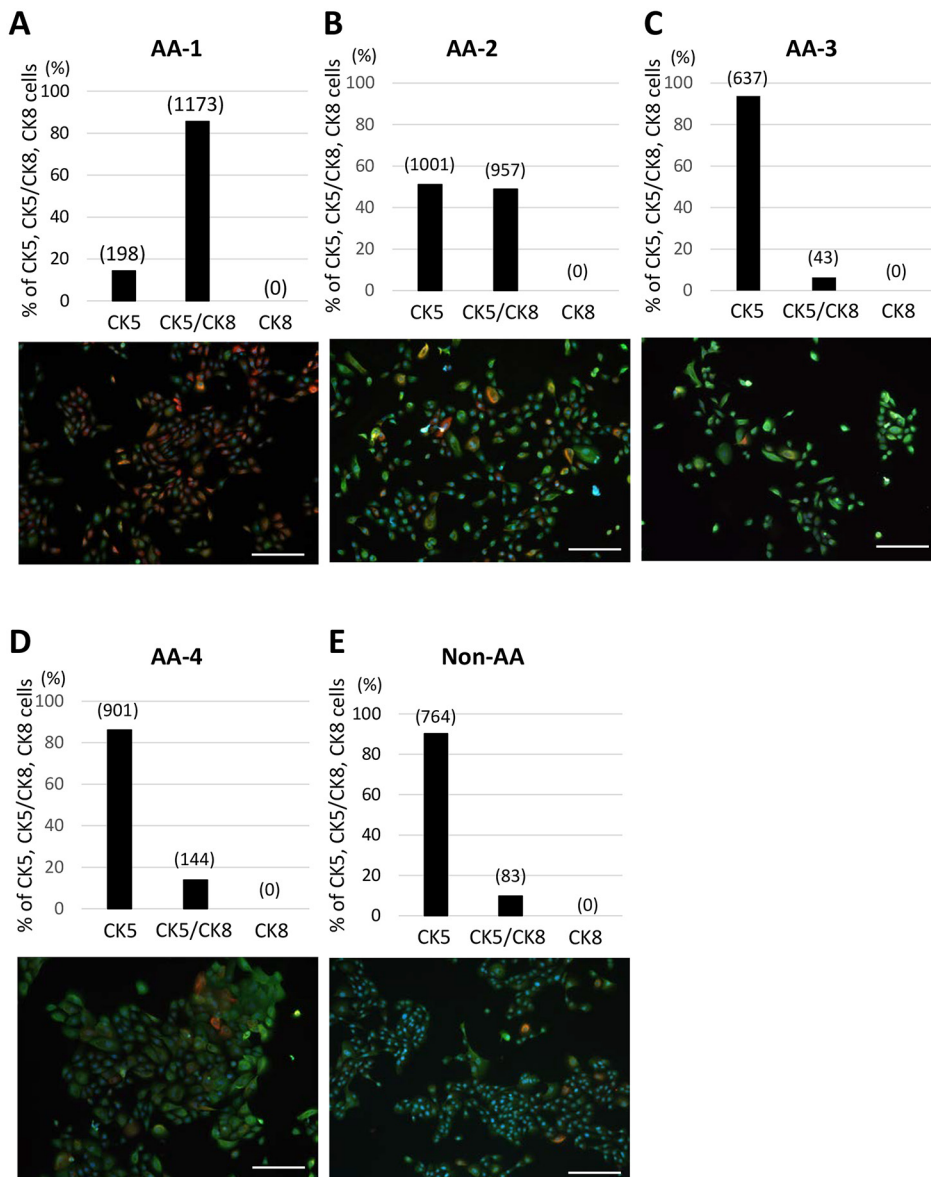 A
AA-1
(%)
% of CK5, CK5/CK8, CK8 cells
100
80
60
40
20
0
(198)
(1173)
(0)
CK5 CK5/CK8 CK8
B
AA-2
(%)
% of CK5, CK5/CK8, CK8 cells
100
80
60
40
20
0
(1001)
(957)
(0)
CK5 CK5/CK8 CK8
C
AA-3
(%)
% of CK5, CK5/CK8, CK8 cells
100
80
60
40
20
0
(637)
(43)
(0)
CK5 CK5/CK8 CK8
D
AA-4
(%)
% of CK5, CK5/CK8, CK8 cells
100
80
60
40
20
0
(901)
(144)
(0)
CK5 CK5/CK8 CK8
E
Non-AA
(%)
% of CK5, CK5/CK8, CK8 cells
100
80
60
40
20
0
(764)
(83)
(0)
CK5 CK5/CK8 CK8